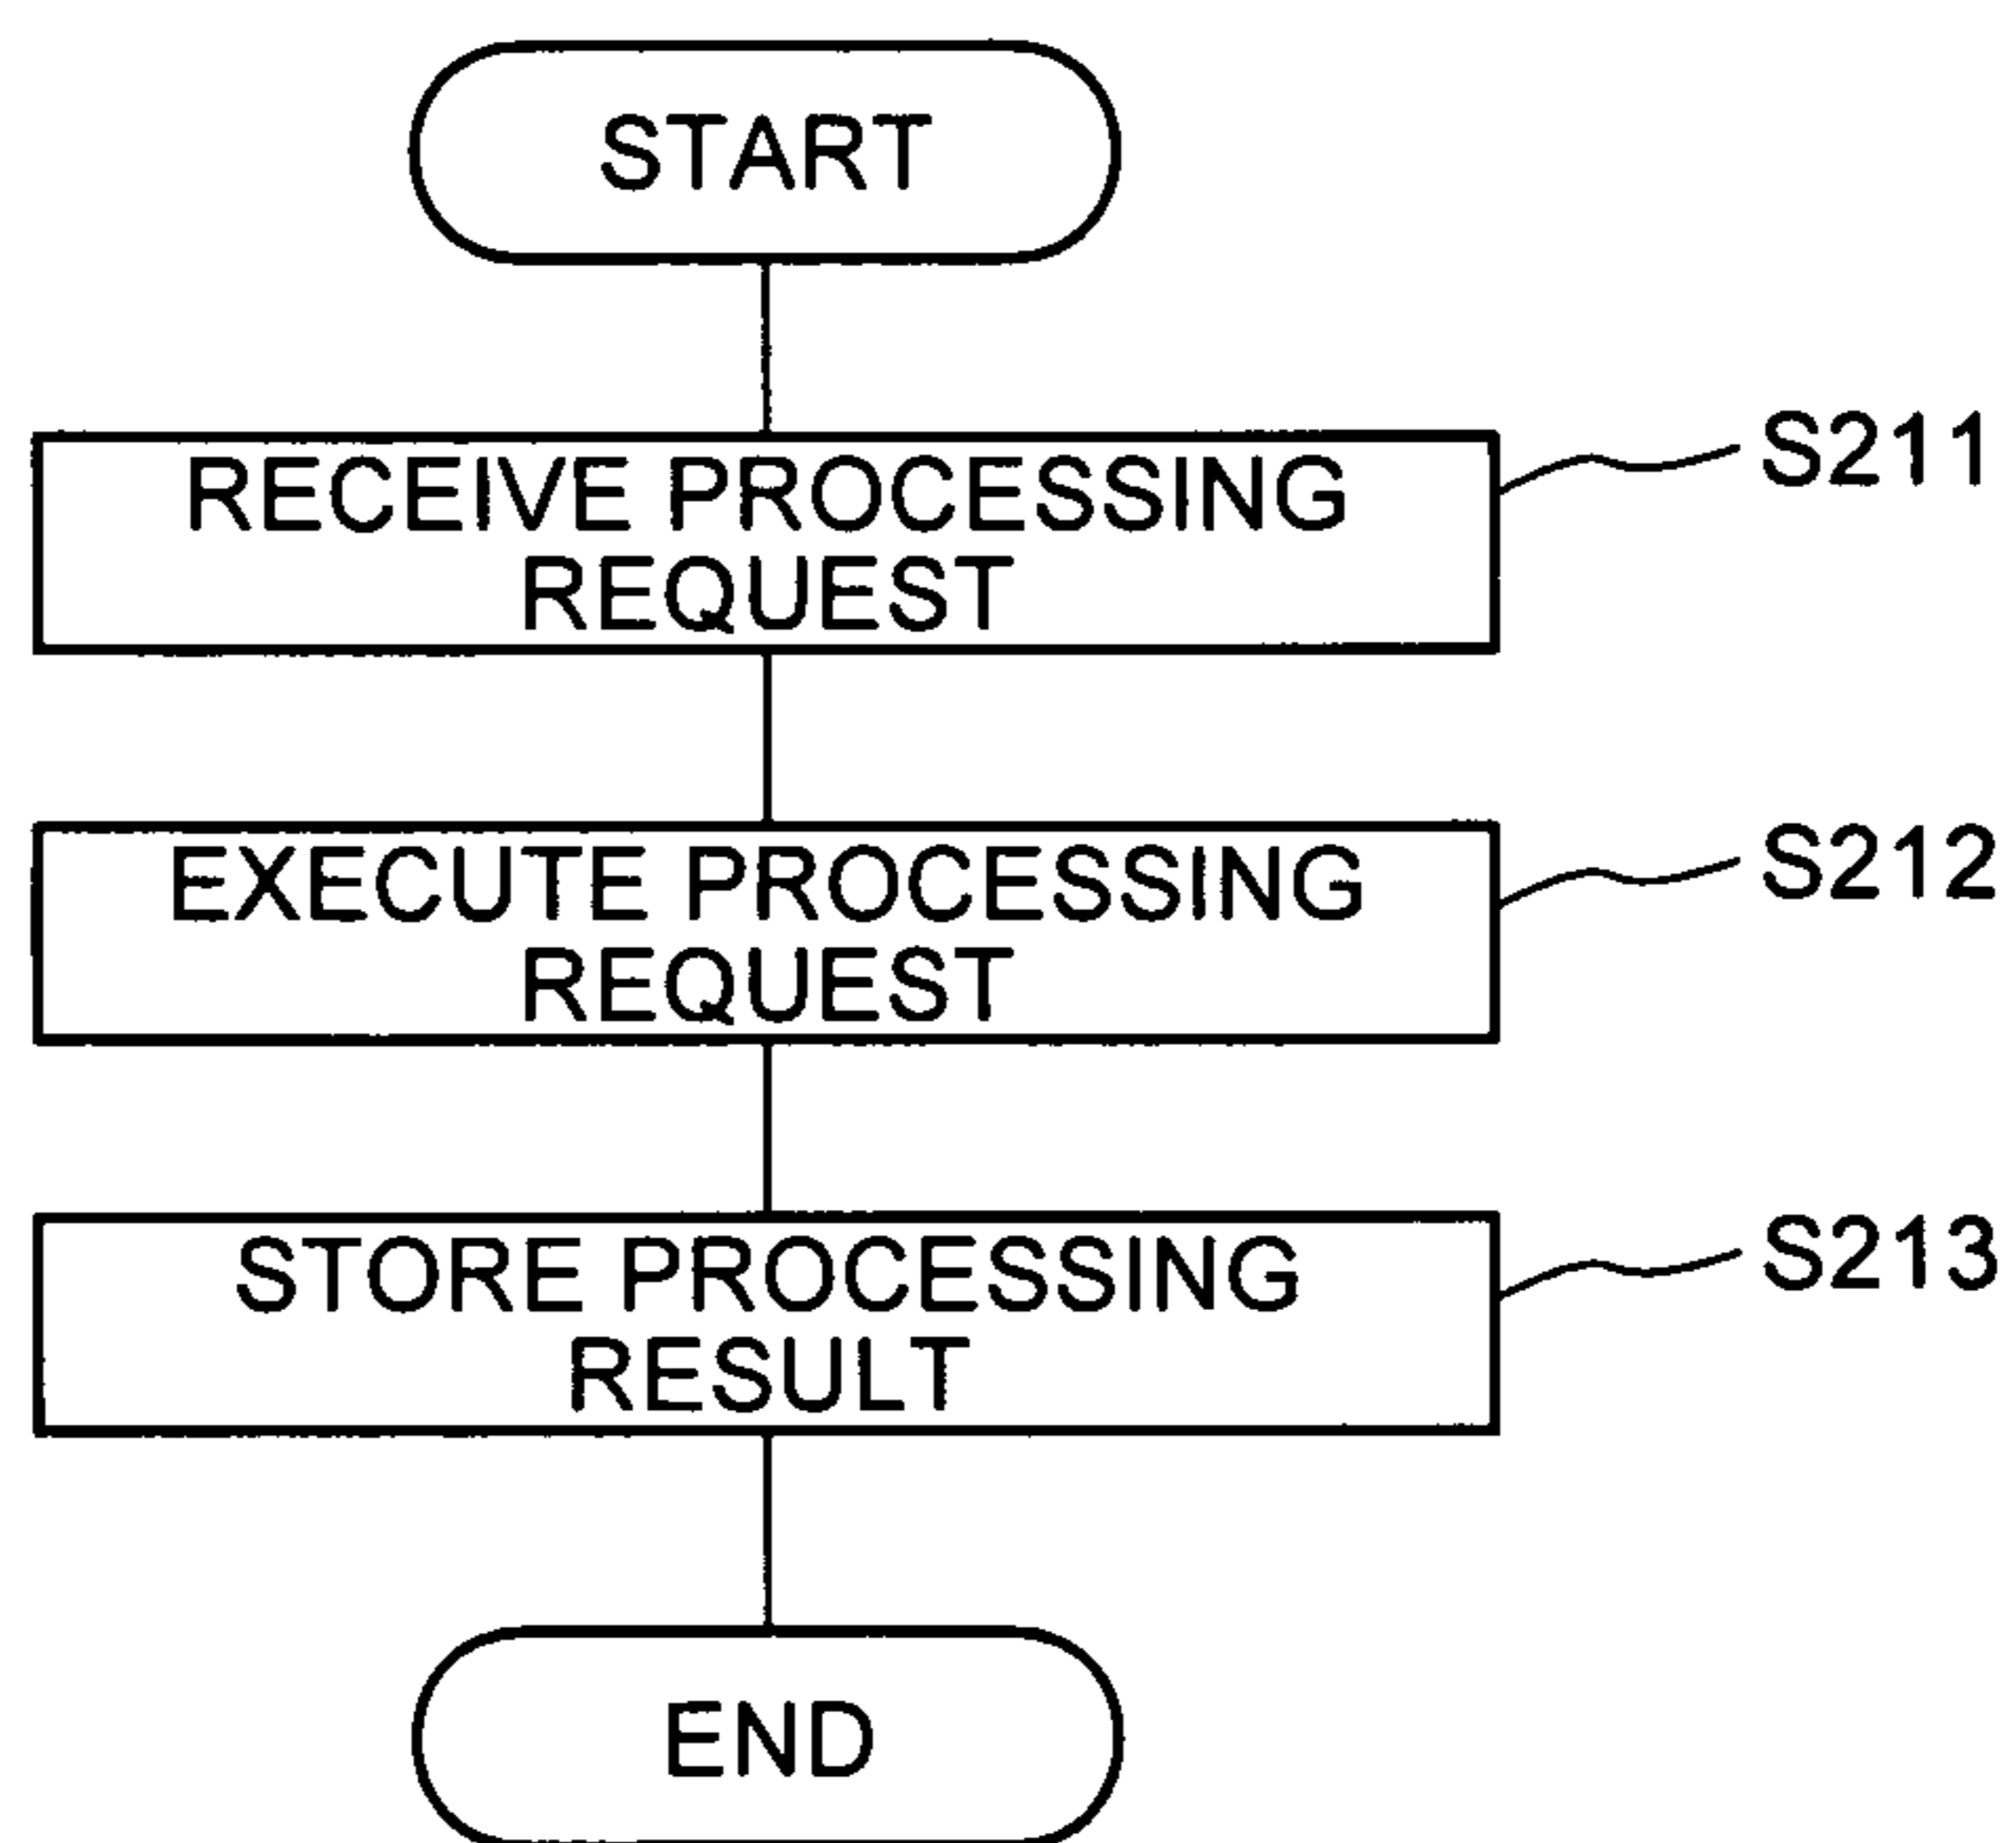 START
RECEIVE PROCESSING
REQUEST
S211
EXECUTE PROCESSING
REQUEST
S212
STORE PROCESSING
RESULT
S213
END